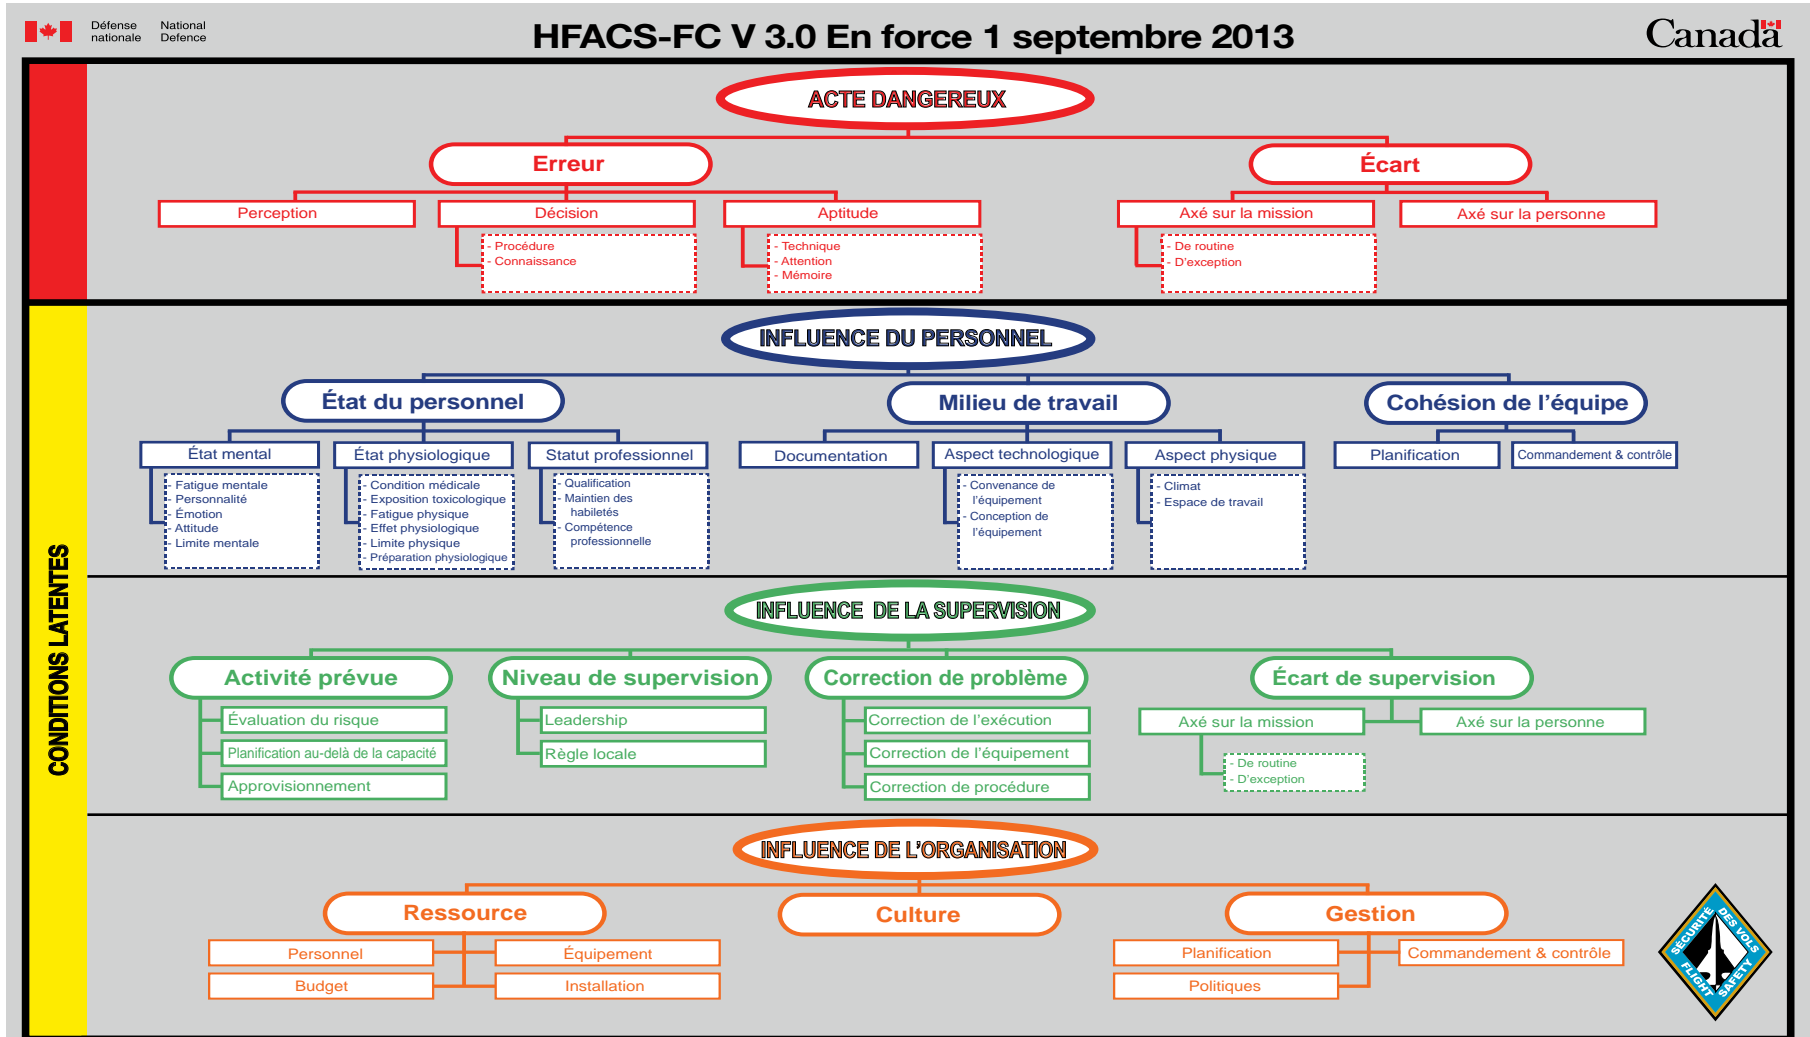 Défense
nationale
National
Defence
HFACS-FC V 3.0 En force 1 septembre 2013
Canada
ACTE DANGEREUX
Erreur
Écart
Perception
Décision
Aptitude
Axé sur la mission
Axé sur la personne
- Procédure
- Connaissance
- Technique
- Attention
- Mémoire
- De routine
- D'exception
CONDITIONS LATENTES
INFLUENCE DU PERSONNEL
État du personnel
Milieu de travail
Cohésion de l'équipe
État mental
État physiologique
Statut professionnel
Documentation
Aspect technologique
Aspect physique
Planification
Commandement & contrôle
- Fatigue mentale
- Personnalité
- Émotion
- Attitude
- Limite mentale
- Condition médicale
- Exposition toxicologique
- Fatigue physique
- Effet physiologique
- Limite physique
- Préparation physiologique
- Qualification
- Maintien des
habiletés
- Compétence
professionnelle
- Convenance de
l'équipement
- Conception de
l'équipement
- Climat
- Espace de travail
INFLUENCE DE LA SUPERVISION
Activité prévue
Niveau de supervision
Correction de problème
Écart de supervision
Évaluation du risque
Planification au-delà de la capacité
Approvisionnement
Leadership
Règle locale
Correction de l'exécution
Correction de l'équipement
Correction de procédure
Axé sur la mission
Axé sur la personne
- De routine
- D'exception
INFLUENCE DE L'ORGANISATION
Ressource
Culture
Gestion
Personnel
Équipement
Budget
Installation
Planification
Commandement & contrôle
Politiques
SÉCURITÉ
DES VOLS
FLIGHT
SAFETY